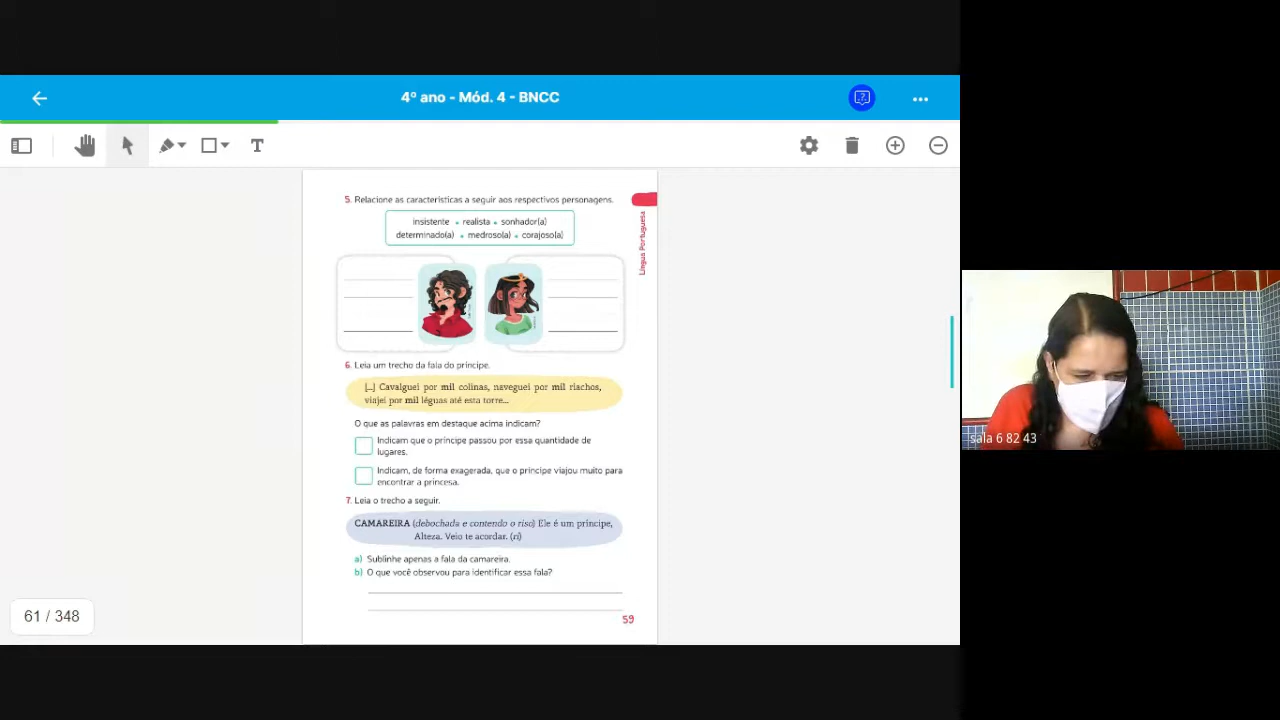 4º ano - Mód. 4 - BNCC
T
5. Relacione as características a seguir aos respectivos personagens.
insistente • realista • sonhador(a)
determinado(a) • medroso(a) • corajoso(a)
Língua Portuguesa
6. Leia um trecho da fala do príncipe.
[...] Cavalguei por mil colinas, naveguei por mil riachos,
viajei por mil léguas até esta torre...
O que as palavras em destaque acima indicam?
Indicam que o príncipe passou por essa quantidade de
lugares.
Indicam, de forma exagerada, que o príncipe viajou muito para
encontrar a princesa.
7. Leia o trecho a seguir.
CAMAREIRA (debochada e contendo o riso) Ele é um príncipe,
Alteza. Veio te acordar. (ri)
a) Sublinhe apenas a fala da camareira.
b) O que você observou para identificar essa fala?
59
61 / 348
sala 6 82 43